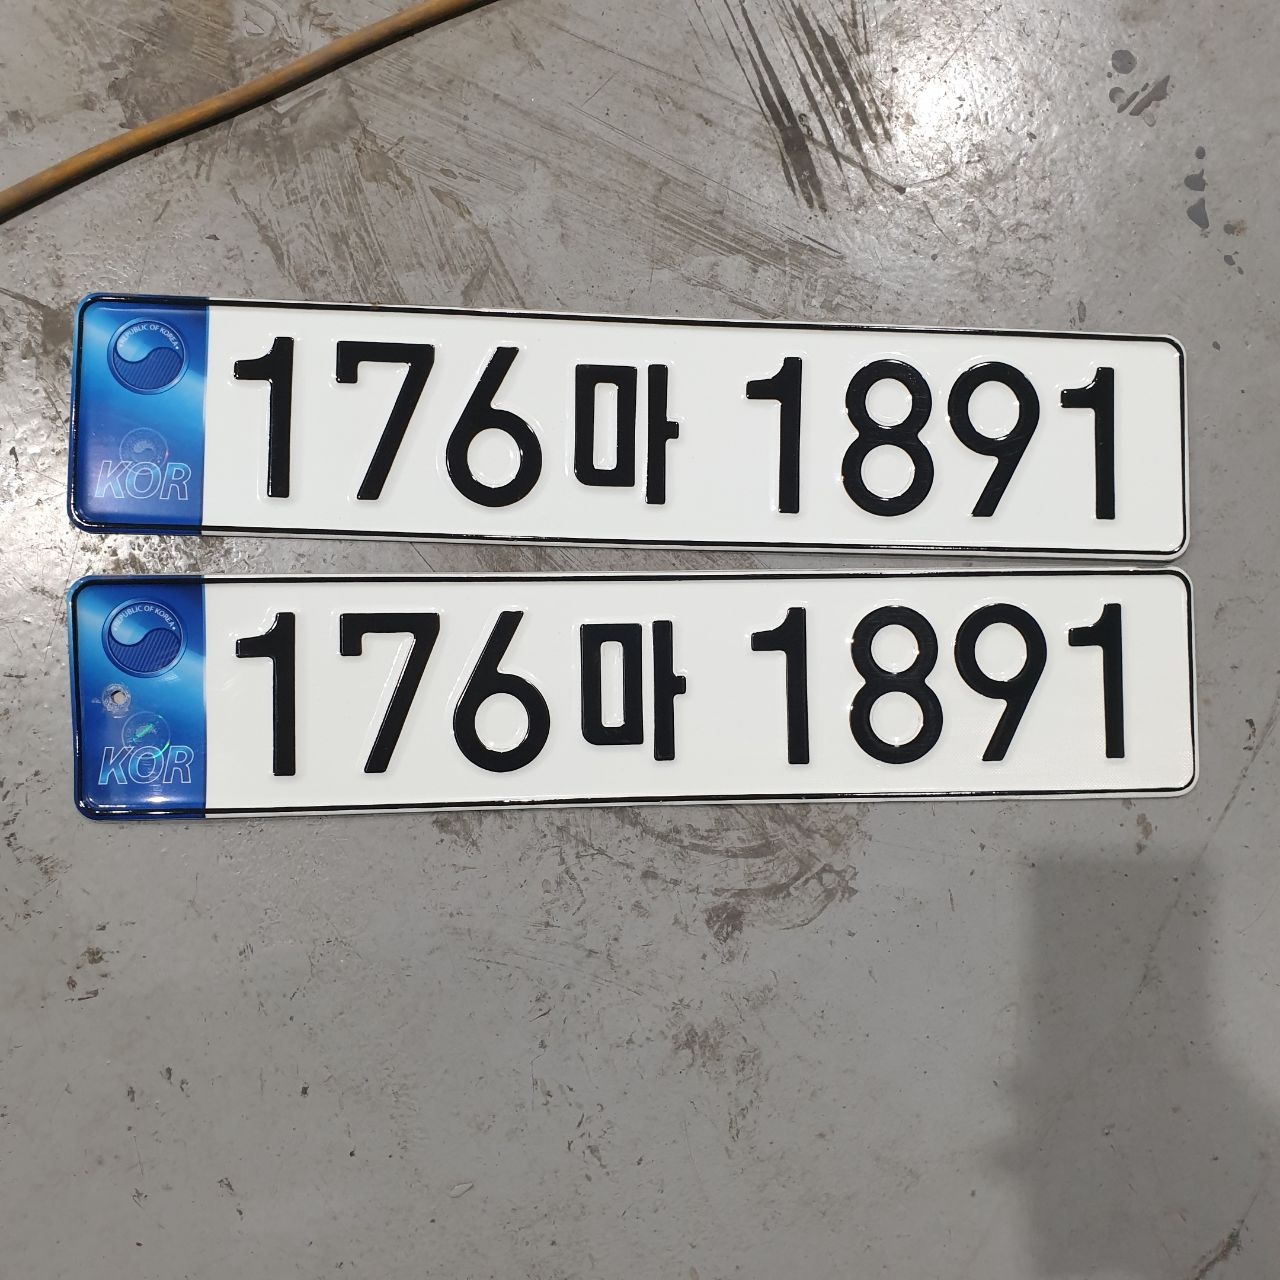 REPUBLIC OF KOREA
KOR
176마 1891
REPUBLIC OF KOREA
KOR
176마 1891